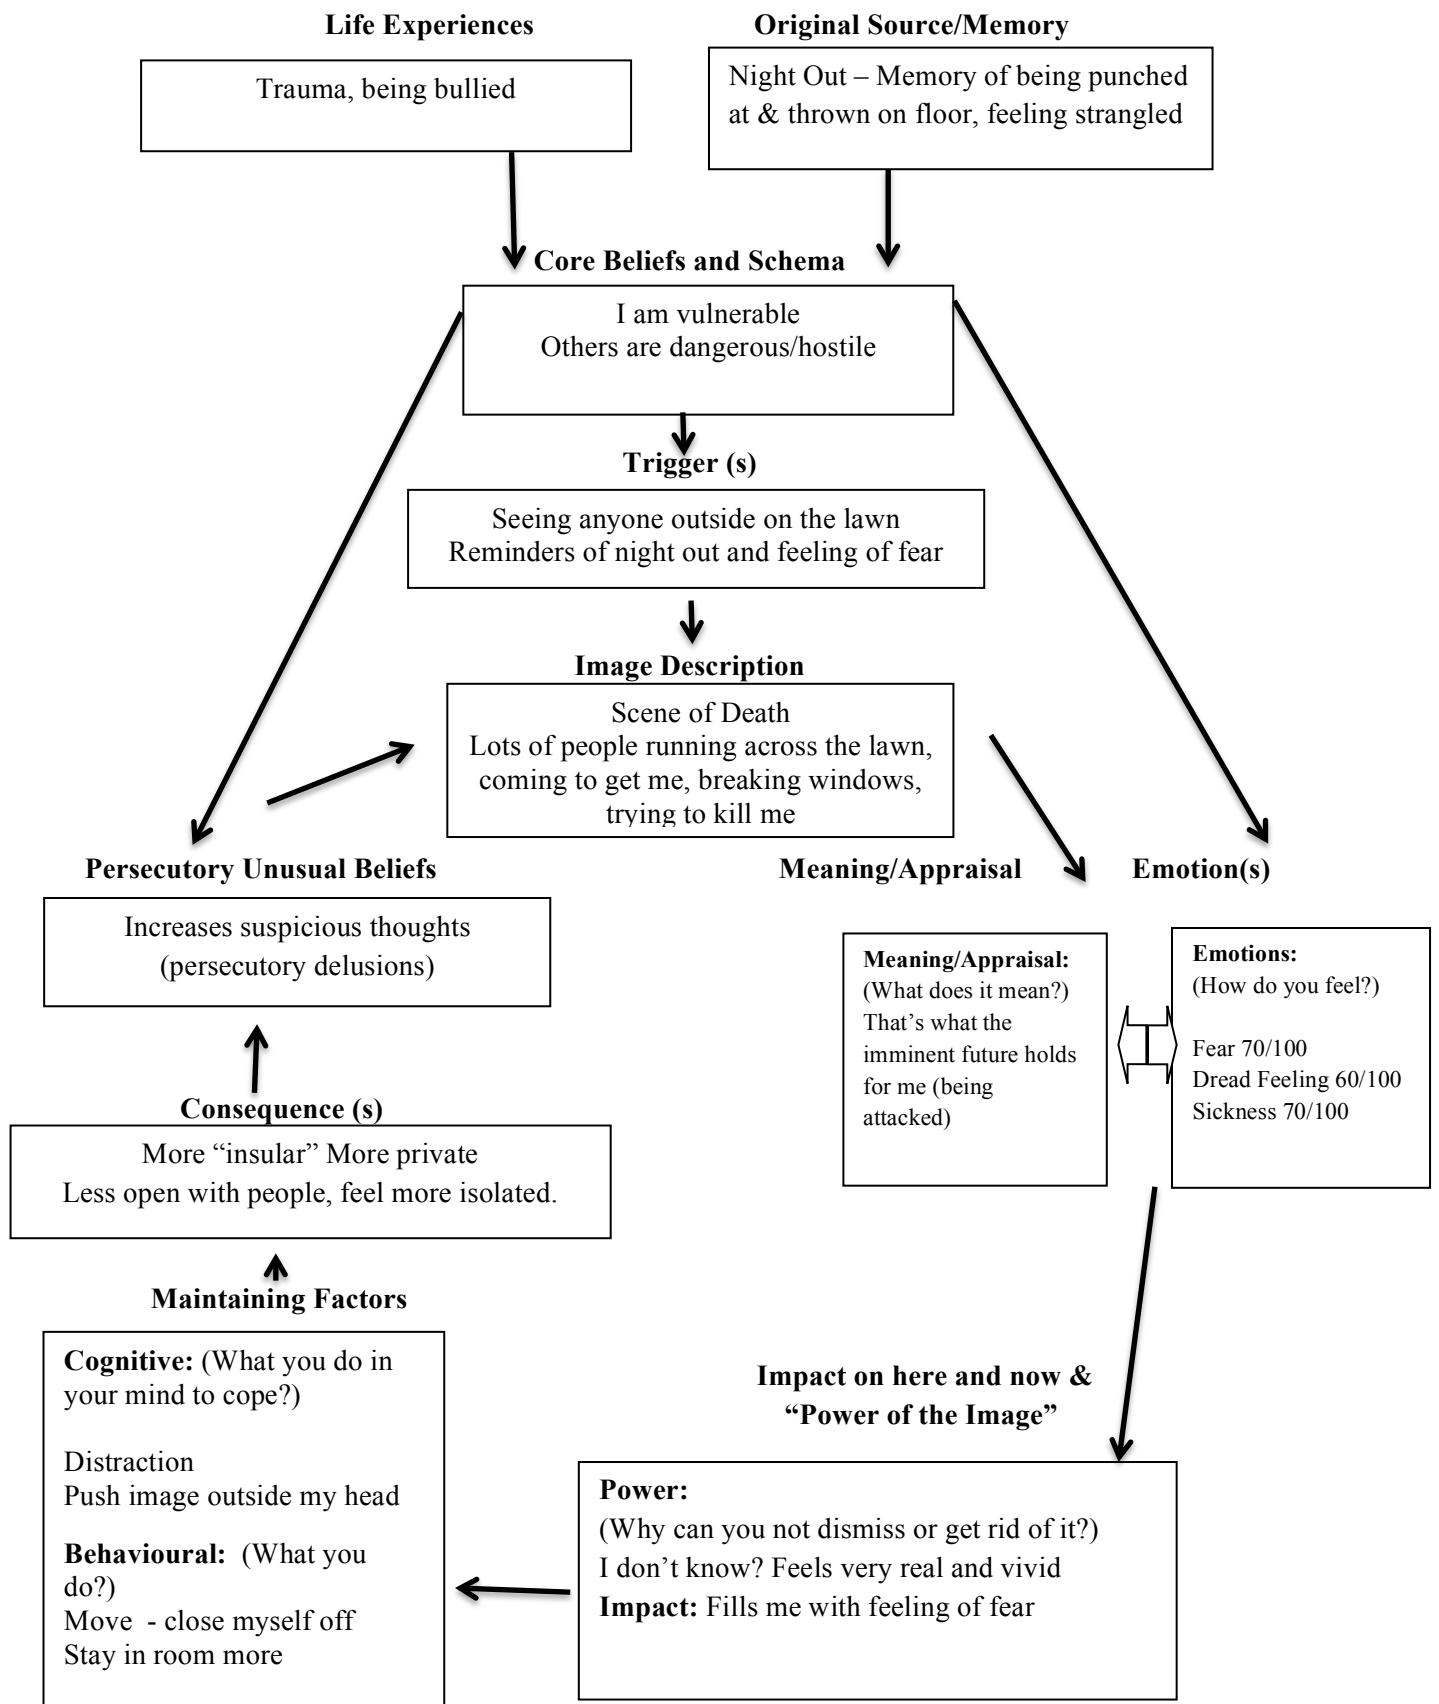 Life Experiences
Original Source/Memory
Trauma, being bullied
Night Out – Memory of being punched
at & thrown on floor, feeling strangled
Core Beliefs and Schema
I am vulnerable
Others are dangerous/hostile
Trigger (s)
Seeing anyone outside on the lawn
Reminders of night out and feeling of fear
Image Description
Scene of Death
Lots of people running across the lawn,
coming to get me, breaking windows,
trying to kill me
Persecutory Unusual Beliefs
Increases suspicious thoughts
(persecutory delusions)
Meaning/Appraisal
Emotion(s)
Meaning/Appraisal:
(What does it mean?)
That’s what the
imminent future holds
for me (being
attacked)
Emotions:
(How do you feel?)
Fear 70/100
Dread Feeling 60/100
Sickness 70/100
Consequence (s)
More “insular” More private
Less open with people, feel more isolated.
Maintaining Factors
Cognitive: (What you do in
your mind to cope?)
Distraction
Push image outside my head
Behavioural: (What you
do?)
Move - close myself off
Stay in room more
Impact on here and now &
“Power of the Image”
Power:
(Why can you not dismiss or get rid of it?)
I don’t know? Feels very real and vivid
Impact: Fills me with feeling of fear